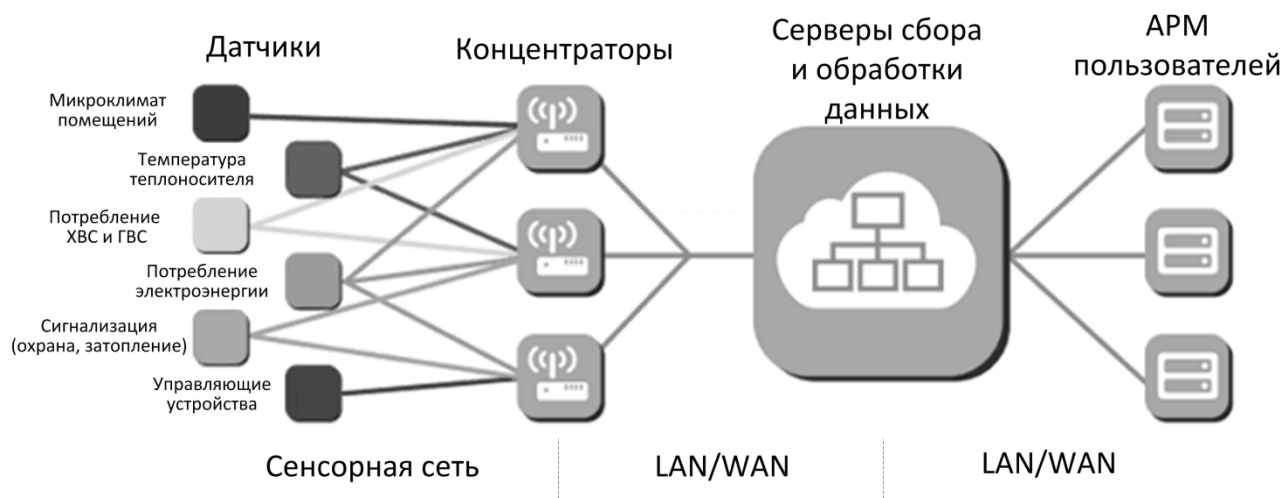 Датчики
Концентраторы
Серверы сбора
и обработки
данных
АРМ
пользователей
Микроклимат
помещений
Температура
теплоносителя
Потребление
ХВС и ГВС
Потребление
электроэнергии
Сигнализация
(охрана, затопление)
Управляющие
устройства
Сенсорная сеть
LAN/WAN
LAN/WAN